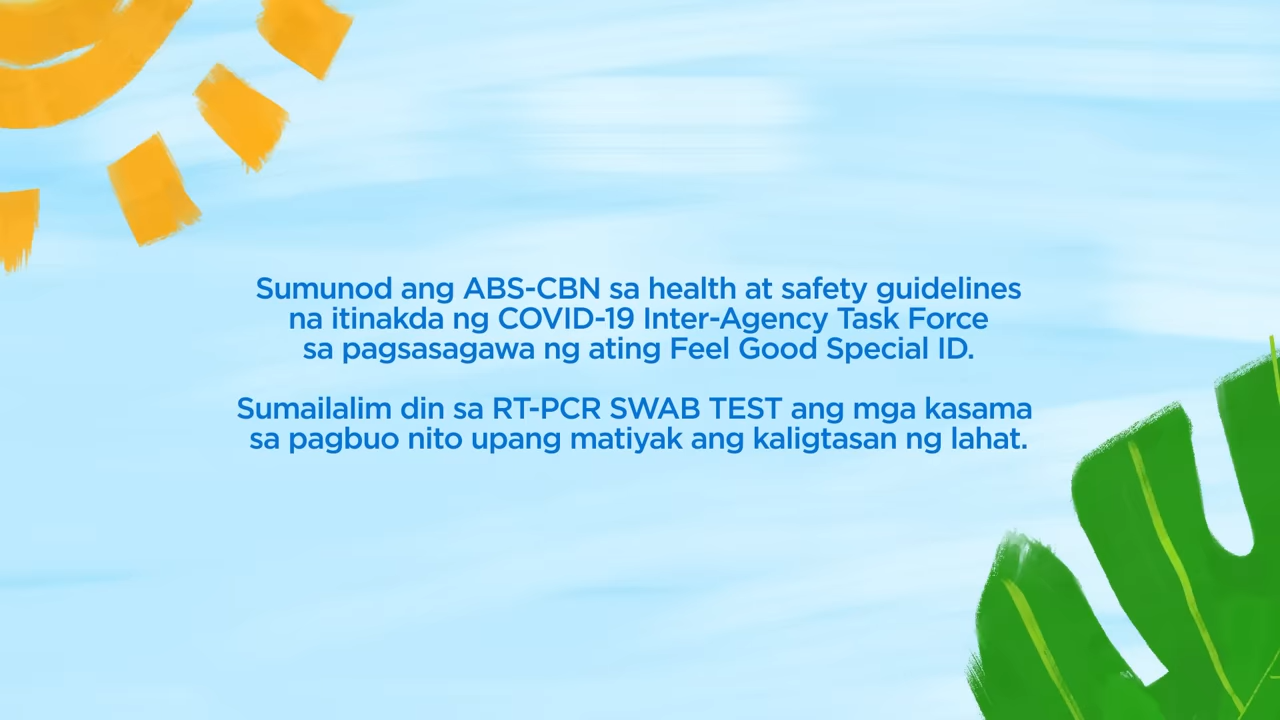 Sumunod ang ABS-CBN sa health at safety guidelines
na itinakda ng COVID-19 Inter-Agency Task Force
sa pagsasagawa ng ating Feel Good Special ID.
Sumailalim din sa RT-PCR SWAB TEST ang mga kasama
sa pagbuo nito upang matiyak ang kaligtasan ng lahat.